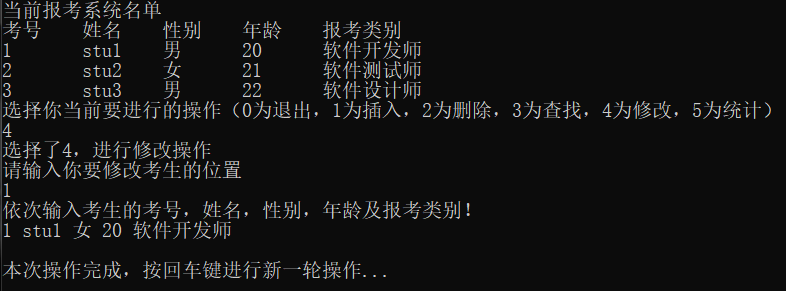 当前报考系统名单
考号 姓名 性别 年龄 报考类别
1 stu1 男 20 软件开发师
2 stu2 女 21 软件测试师
3 stu3 男 22 软件设计师
选择你当前要进行的操作（0为退出，1为插入，2为删除，3为查找，4为修改，5为统计）
4
选择了4，进行修改操作
请输入你要修改考生的位置
1
依次输入考生的考号，姓名，性别，年龄及报考类别！
1 stu1 女 20 软件开发师
本次操作完成，按回车键进行新一轮操作...